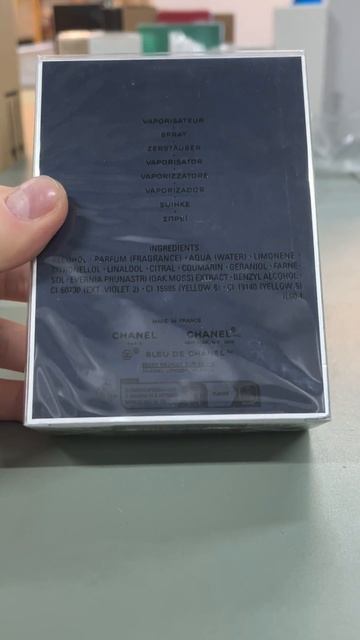 VAPORISATEUR
SPRAY
ZERSTÄUBER
VAPORISATOR
VAPORIZZATORE
VAPORIZADOR
SUIHKE
ΣΠΡΕΪ
INGREDIENTS:
ALCOHOL · PARFUM (FRAGRANCE) · AQUA (WATER) · LIMONENE ·
CITRONELLOL · LINALOOL · CITRAL · COUMARIN · GERANIOL · FARNE-
SOL · EVERNIA PRUNASTRI (OAK MOSS) EXTRACT · BENZYL ALCOHOL ·
CI 60730 (EXT. VIOLET 2) · CI 15985 (YELLOW 6) · CI 19140 (YELLOW 5)
MADE IN FRANCE
CHANEL CHANEL
PARIS
BLEU DE CHANEL